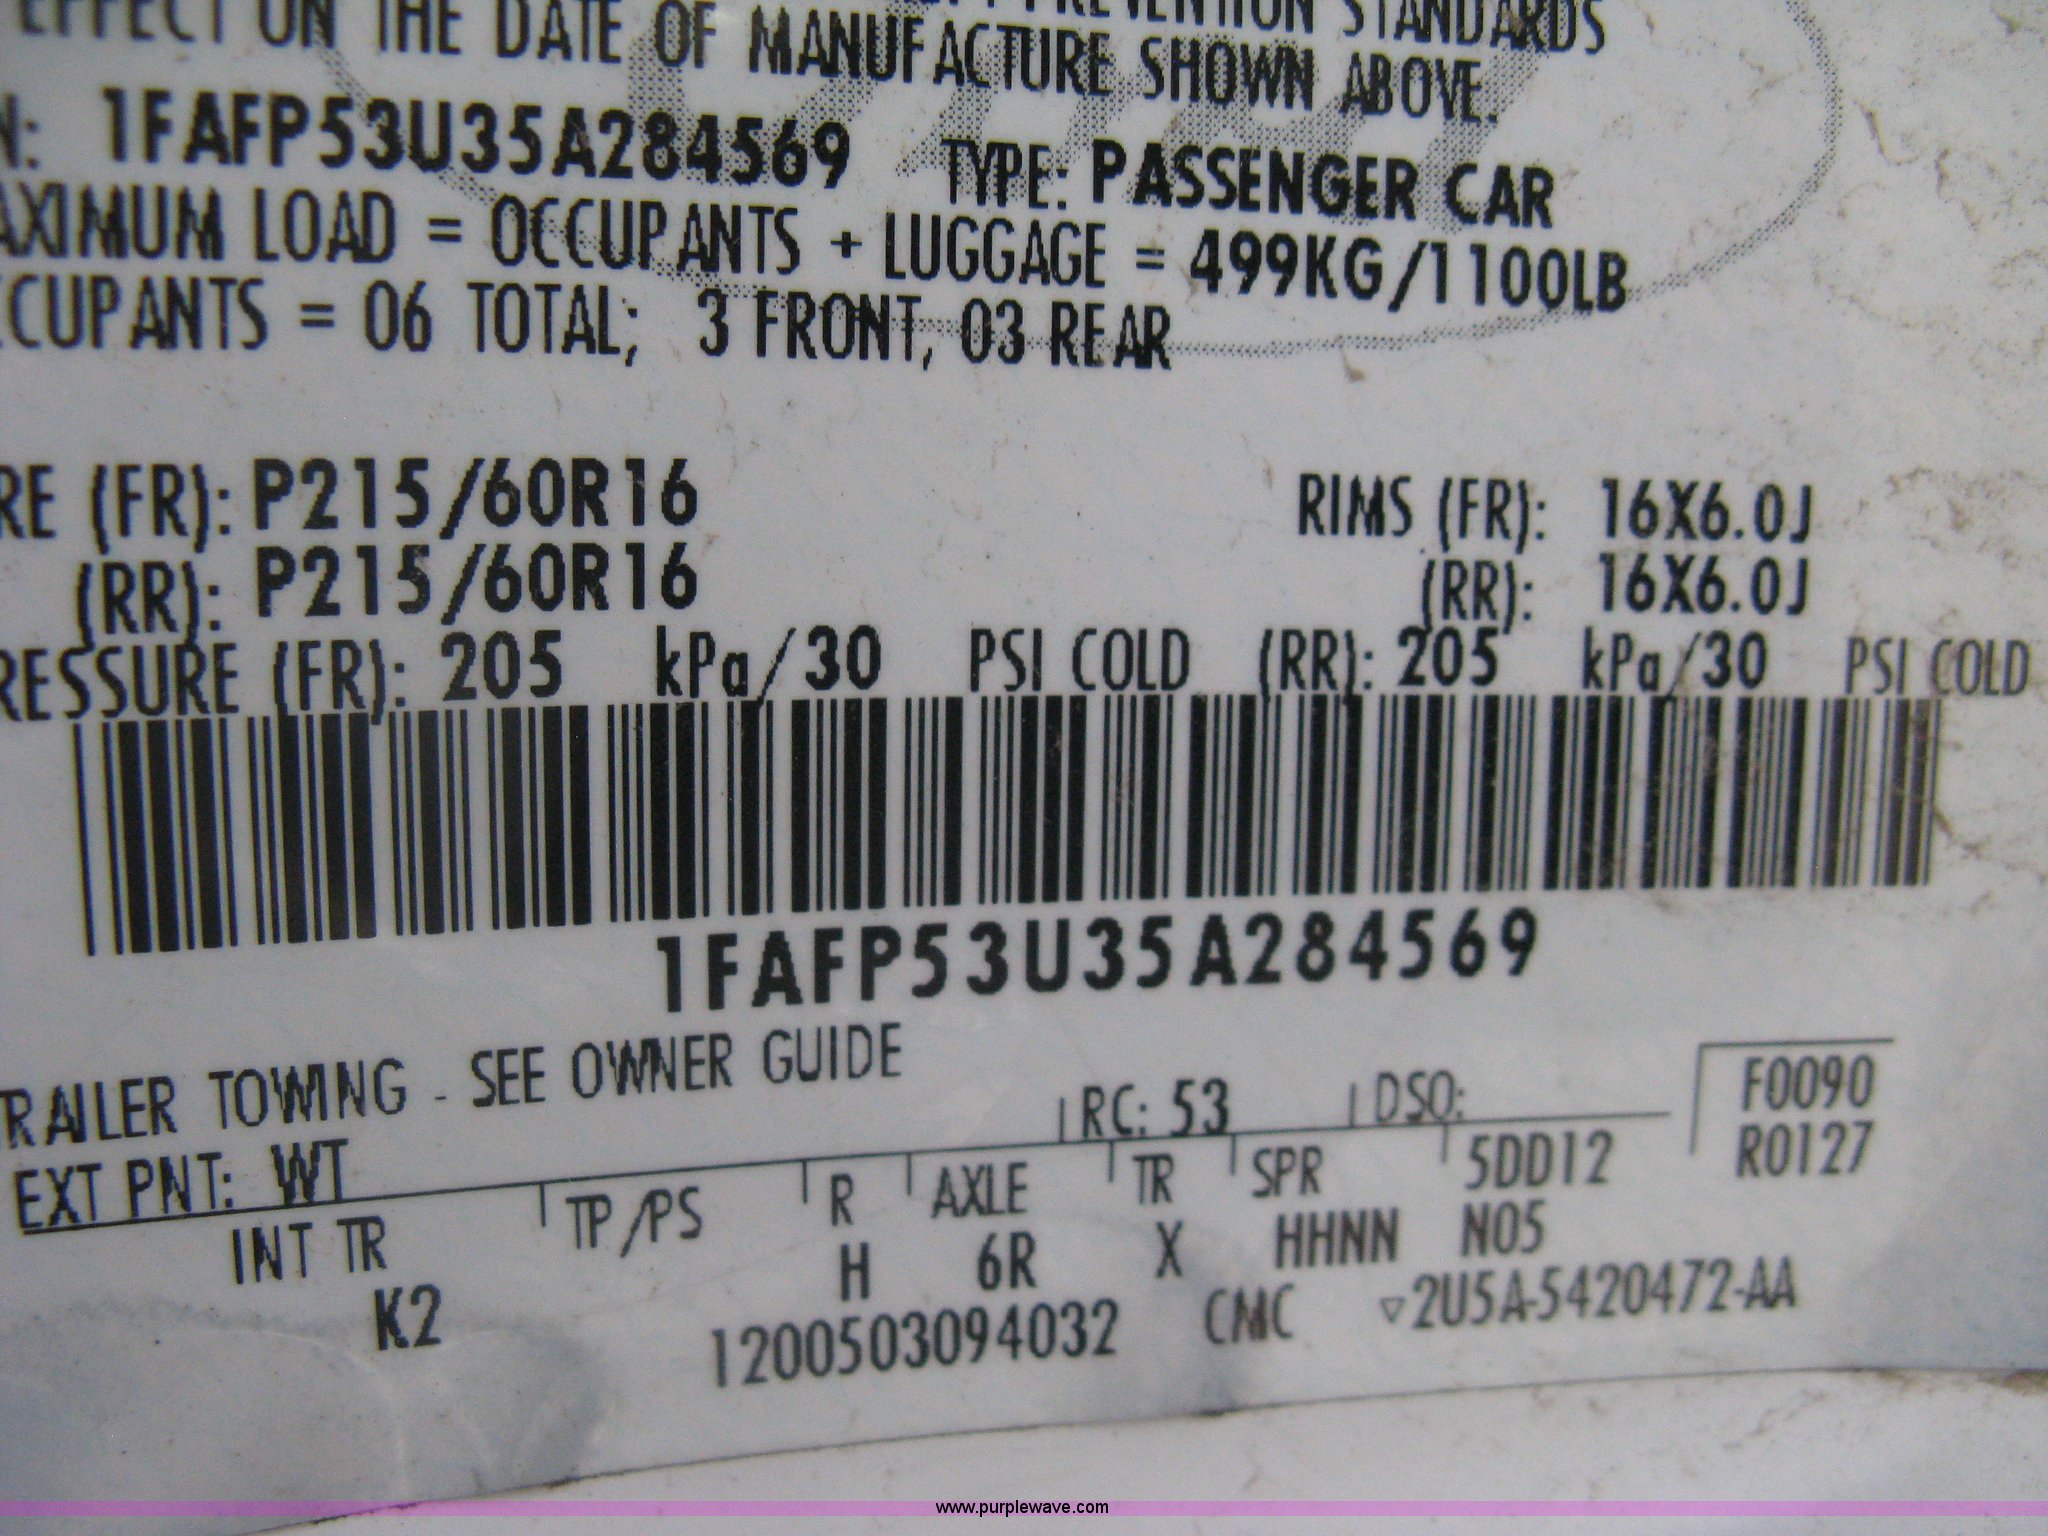 PREVENTION STANDARDS
EFFECT ON THE DATE OF MANUFACTURE SHOWN ABOVE.
N: 1FAFP53U35A284569 TYPE: PASSENGER CAR
AXIMUM LOAD = OCCUPANTS + LUGGAGE = 499KG/1100LB
CCUPANTS = 06 TOTAL; 3 FRONT, 03 REAR
RE (FR): P215/60R16 RIMS (FR): 16X6.0J
(RR): P215/60R16 (RR): 16X6.0J
RESSURE (FR): 205 kPa/30 PSI COLD (RR): 205 kPa/30 PSI COLD
1FAFP53U35A284569
TRAILER TOWING - SEE OWNER GUIDE
F0090
EXT PNT: WT RC: 53 DSO: R0127
INT TR TP/PS R AXLE TR SPR 5DD12
K2 H 6R X HHNN N05
1200503094032 CMC ▽2U5A-5420472-AA
www.purplewave.com